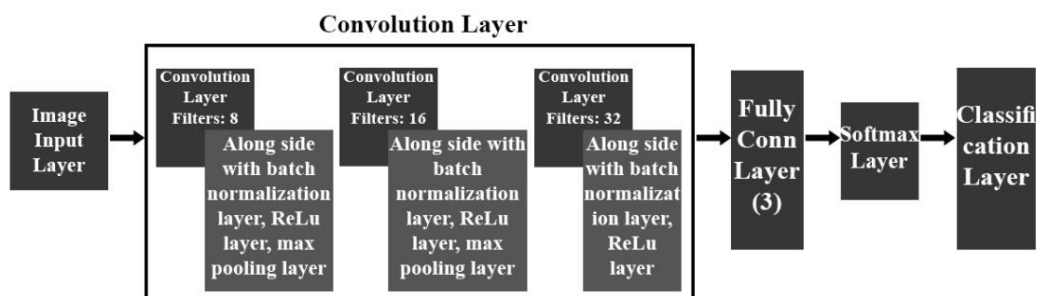 Convolution Layer
Image
Input
Layer
Convolution
Layer
Filters: 8
Along side
with batch
normalization
layer, ReLu
layer, max
pooling layer
Convolution
Layer
Filters: 16
Along side with
batch
normalization
layer, ReLu
layer, max
pooling layer
Convolution
Layer
Filters: 32
Along side
with batch
normalizat
ion layer,
ReLu
layer
Fully
Conn
Layer
(3)
Softmax
Layer
Classifi
cation
Layer